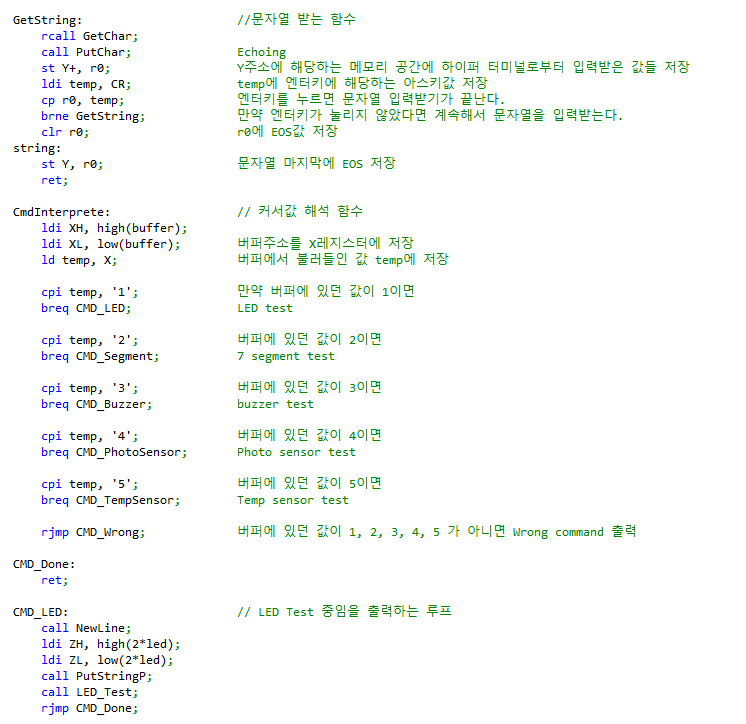 GetString: //문자열 받는 함수
rcall GetChar;
call PutChar; Echoing
st Y+, r0; Y주소에 해당하는 메모리 공간에 하이퍼 터미널로부터 입력받은 값들 저장
ldi temp, CR; temp에 엔터키에 해당하는 아스키값 저장
cp r0, temp; 엔터키를 누르면 문자열 입력받기가 끝난다.
brne GetString; 만약 엔터키가 눌리지 않았다면 계속해서 문자열을 입력받는다.
clr r0; r0에 EOS값 저장
string:
st Y, r0; 문자열 마지막에 EOS 저장
ret;
CmdInterprete: // 커서값 해석 함수
ldi XH, high(buffer);
ldi XL, low(buffer); 버퍼주소를 X레지스터에 저장
ld temp, X; 버퍼에서 불러들인 값 temp에 저장
cpi temp, '1'; 만약 버퍼에 있던 값이 1이면
breq CMD_LED; LED test
cpi temp, '2'; 버퍼에 있던 값이 2이면
breq CMD_Segment; 7 segment test
cpi temp, '3'; 버퍼에 있던 값이 3이면
breq CMD_Buzzer; buzzer test
cpi temp, '4'; 버퍼에 있던 값이 4이면
breq CMD_PhotoSensor; Photo sensor test
cpi temp, '5'; 버퍼에 있던 값이 5이면
breq CMD_TempSensor; Temp sensor test
rjmp CMD_Wrong; 버퍼에 있던 값이 1, 2, 3, 4, 5 가 아니면 Wrong command 출력
CMD_Done:
ret;
CMD_LED: // LED Test 중임을 출력하는 루프
call NewLine;
ldi ZH, high(2*led);
ldi ZL, low(2*led);
call PutStringP;
call LED_Test;
rjmp CMD_Done;